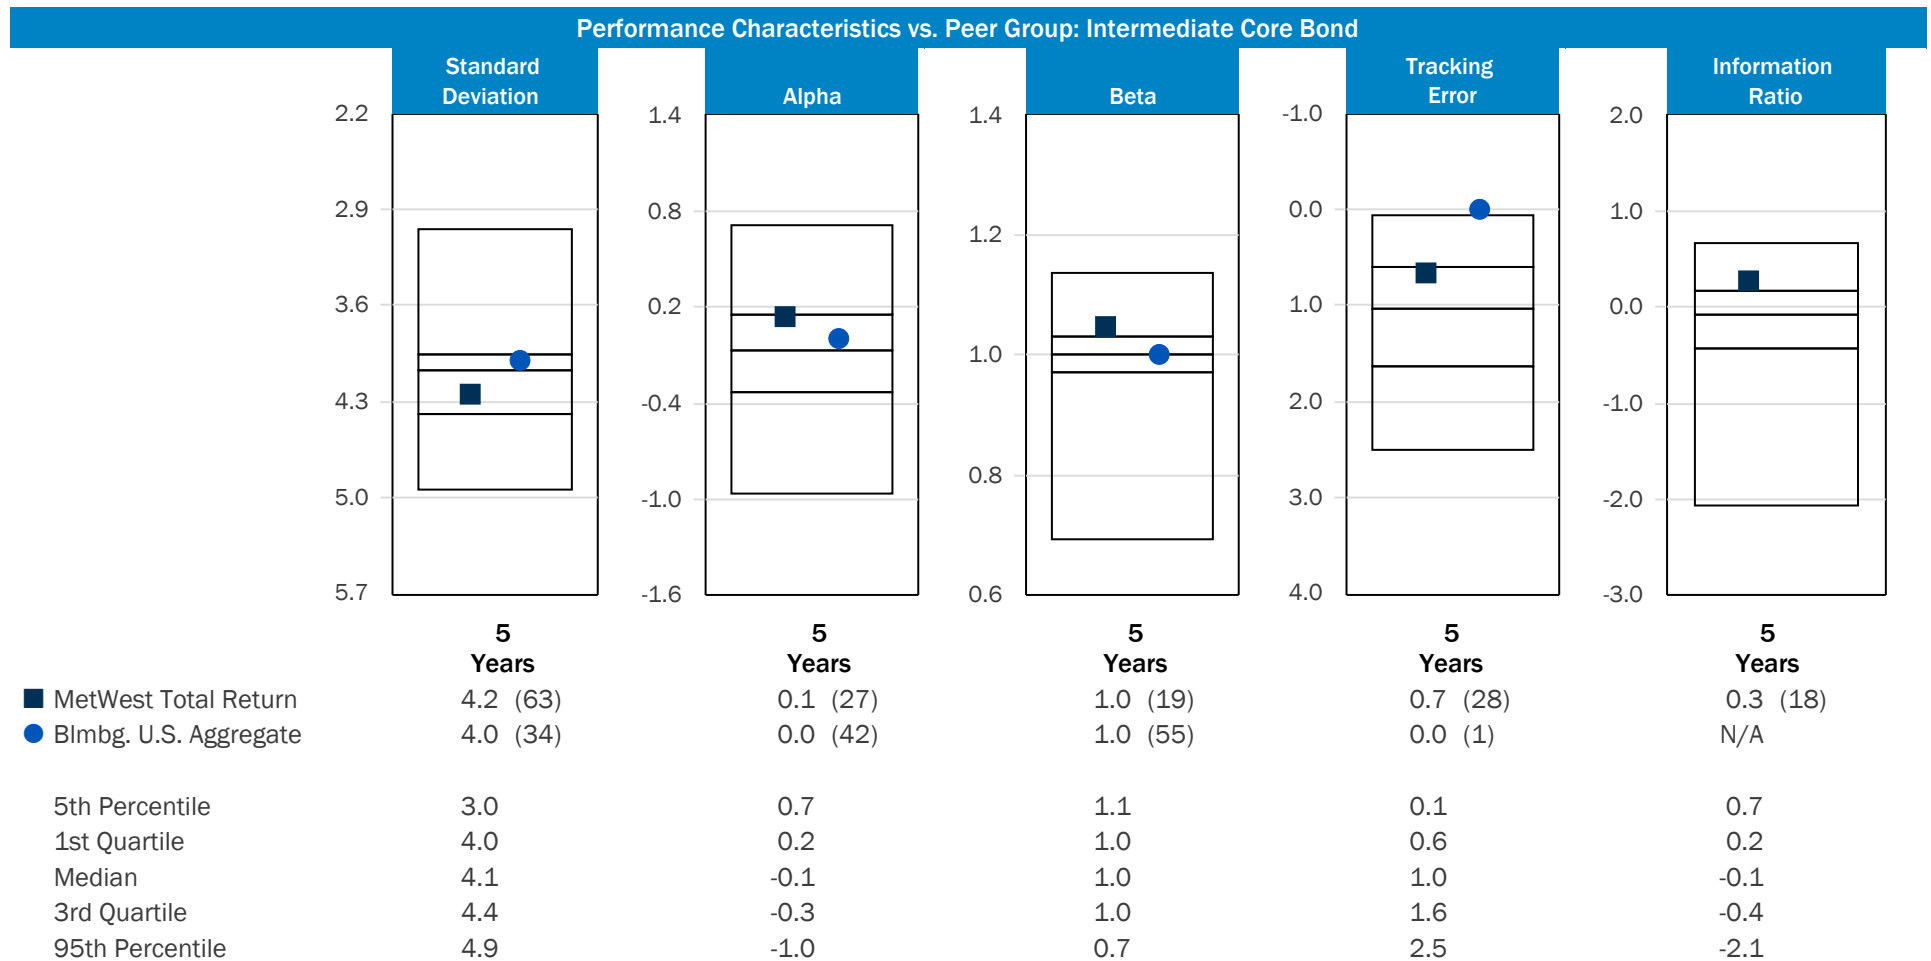 Performance Characteristics vs. Peer Group: Intermediate Core Bond
Standard
Deviation
Alpha
Beta
Tracking
Error
Information
Ratio
2.2
2.9
3.6
4.3
5.0
5.7
1.4
0.8
0.2
-0.4
-1.0
-1.6
1.4
1.2
1.0
0.8
0.6
-1.0
0.0
1.0
2.0
3.0
4.0
2.0
1.0
0.0
-1.0
-2.0
-3.0
5 Years 5 Years 5 Years 5 Years 5 Years
MetWest Total Return 4.2 (63) 0.1 (27) 1.0 (19) 0.7 (28) 0.3 (18)
Blmbg. U.S. Aggregate 4.0 (34) 0.0 (42) 1.0 (55) 0.0 (1) N/A
5th Percentile 3.0 0.7 1.1 0.1 0.7
1st Quartile 4.0 0.2 1.0 0.6 0.2
Median 4.1 -0.1 1.0 1.0 -0.1
3rd Quartile 4.4 -0.3 1.0 1.6 -0.4
95th Percentile 4.9 -1.0 0.7 2.5 -2.1